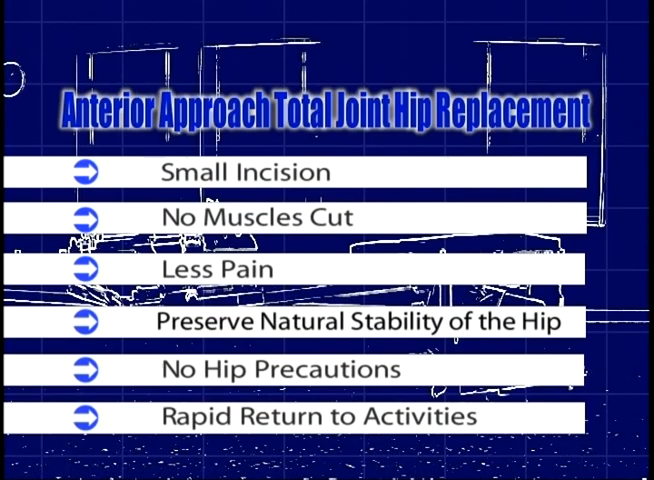 Anterior Approach Total Joint Hip Replacement
Small Incision
No Muscles Cut
Less Pain
Preserve Natural Stability of the Hip
No Hip Precautions
Rapid Return to Activities